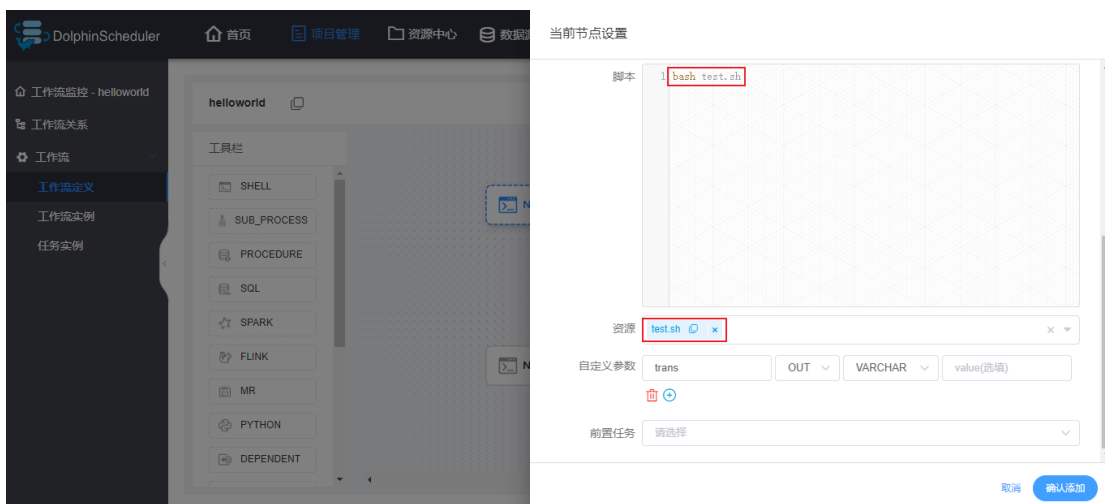 DolphinScheduler 首页 项目管理 资源中心 数据
当前节点设置
工作流监控 - helloworld
工作流关系
工作流
工作流定义
工作流实例
任务实例
helloworld
工具栏
SHELL
SUB_PROCESS
PROCEDURE
SQL
SPARK
FLINK
MR
PYTHON
DEPENDENT
N
N
脚本 1 bash test.sh
资源 test.sh
自定义参数 trans OUT VARCHAR value(选填)
前置任务 请选择
取消 确认添加